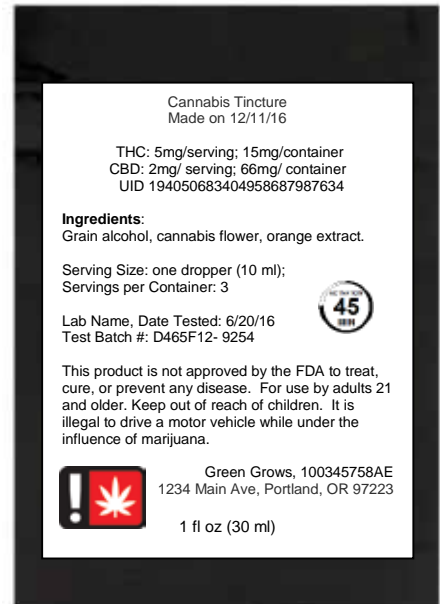 Cannabis Tincture
Made on 12/11/16
THC: 5mg/serving; 15mg/container
CBD: 2mg/ serving; 66mg/ container
UID 194050683404958687987634
Ingredients:
Grain alcohol, cannabis flower, orange extract.
Serving Size: one dropper (10 ml);
Servings per Container: 3
45
MIN
Lab Name, Date Tested: 6/20/16
Test Batch #: D465F12- 9254
This product is not approved by the FDA to treat,
cure, or prevent any disease.  For use by adults 21
and older. Keep out of reach of children.  It is
illegal to drive a motor vehicle while under the
influence of marijuana.
!
Green Grows, 100345758AE
1234 Main Ave, Portland, OR 97223
1 fl oz (30 ml)